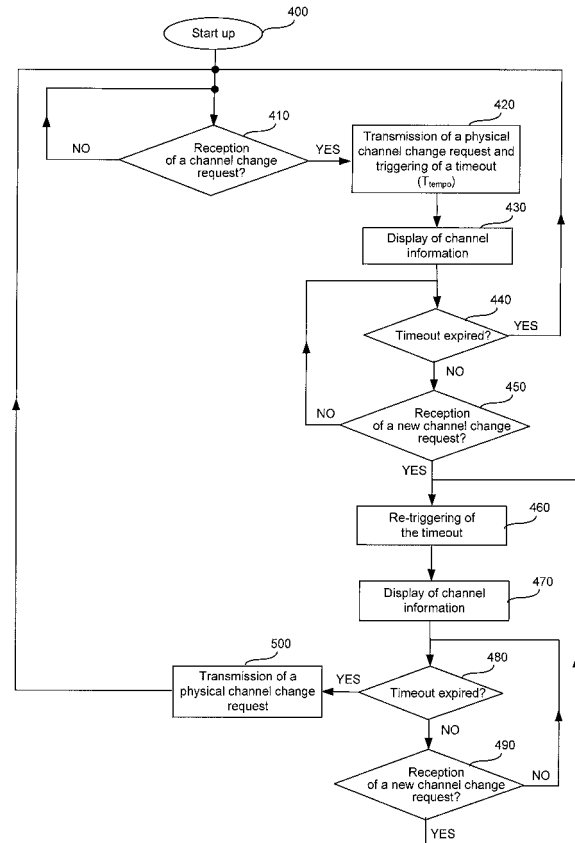 400
Start up
410
Reception
of a channel change
request?
NO
YES
420
Transmission of a physical
channel change request and
triggering of a timeout
(Ttempo)
430
Display of channel
information
440
Timeout expired?
YES
NO
450
Reception
of a new channel change
request?
NO
YES
460
Re-triggering of
the timeout
470
Display of channel
information
480
Timeout expired?
YES
NO
500
Transmission of a
physical channel change
request
490
Reception
of a new channel change
request?
NO
YES